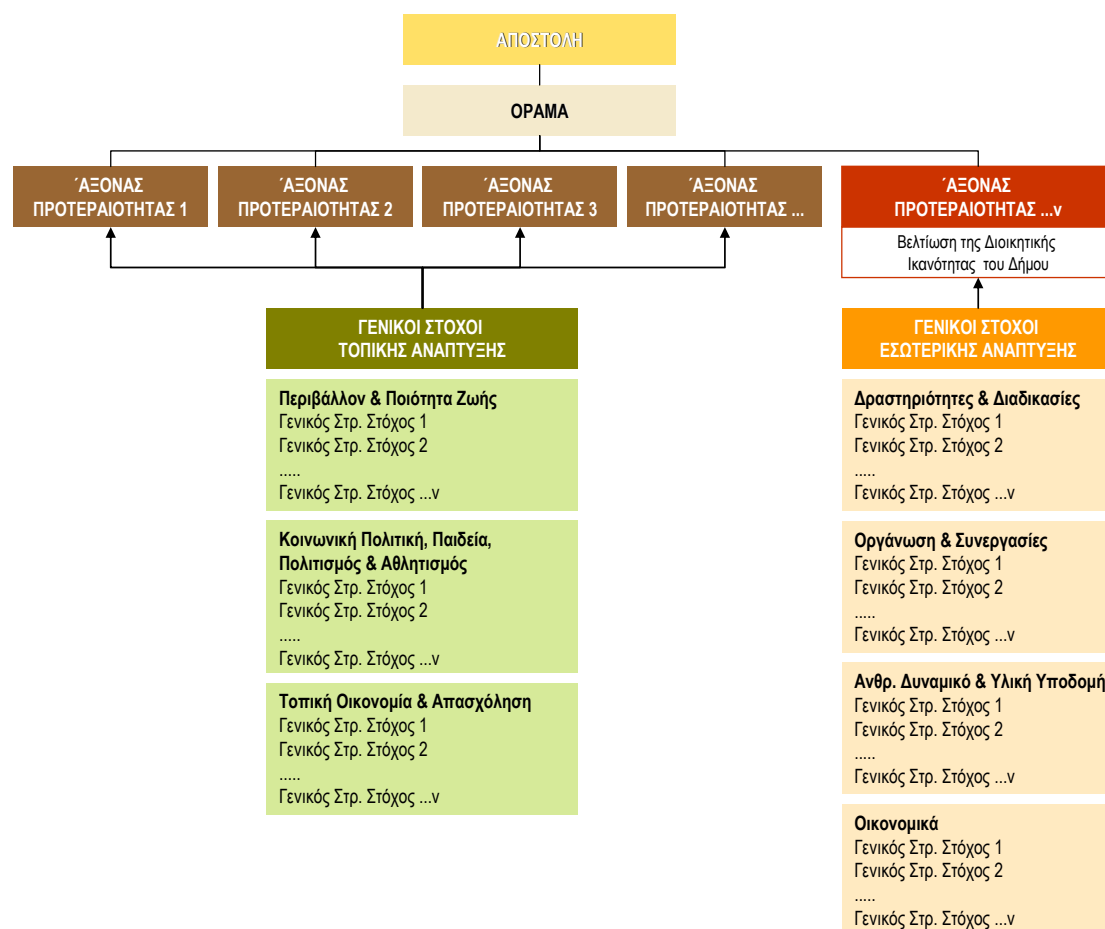 ΑΠΟΣΤΟΛΗ
ΟΡΑΜΑ
΄ΑΞΟΝΑΣ
ΠΡΟΤΕΡΑΙΟΤΗΤΑΣ 1
΄ΑΞΟΝΑΣ
ΠΡΟΤΕΡΑΙΟΤΗΤΑΣ 2
΄ΑΞΟΝΑΣ
ΠΡΟΤΕΡΑΙΟΤΗΤΑΣ 3
΄ΑΞΟΝΑΣ
ΠΡΟΤΕΡΑΙΟΤΗΤΑΣ ...
΄ΑΞΟΝΑΣ
ΠΡΟΤΕΡΑΙΟΤΗΤΑΣ ...ν
Βελτίωση της Διοικητικής
Ικανότητας του Δήμου
ΓΕΝΙΚΟΙ ΣΤΟΧΟΙ
ΤΟΠΙΚΗΣ ΑΝΑΠΤΥΞΗΣ
Περιβάλλον & Ποιότητα Ζωής
Γενικός Στρ. Στόχος 1
Γενικός Στρ. Στόχος 2
.....
Γενικός Στρ. Στόχος ...ν
Κοινωνική Πολιτική, Παιδεία,
Πολιτισμός & Αθλητισμός
Γενικός Στρ. Στόχος 1
Γενικός Στρ. Στόχος 2
.....
Γενικός Στρ. Στόχος ...ν
Τοπική Οικονομία & Απασχόληση
Γενικός Στρ. Στόχος 1
Γενικός Στρ. Στόχος 2
.....
Γενικός Στρ. Στόχος ...ν
ΓΕΝΙΚΟΙ ΣΤΟΧΟΙ
ΕΣΩΤΕΡΙΚΗΣ ΑΝΑΠΤΥΞΗΣ
Δραστηριότητες & Διαδικασίες
Γενικός Στρ. Στόχος 1
Γενικός Στρ. Στόχος 2
.....
Γενικός Στρ. Στόχος ...ν
Οργάνωση & Συνεργασίες
Γενικός Στρ. Στόχος 1
Γενικός Στρ. Στόχος 2
.....
Γενικός Στρ. Στόχος ...ν
Ανθρ. Δυναμικό & Υλική Υποδομή
Γενικός Στρ. Στόχος 1
Γενικός Στρ. Στόχος 2
.....
Γενικός Στρ. Στόχος ...ν
Οικονομικά
Γενικός Στρ. Στόχος 1
Γενικός Στρ. Στόχος 2
.....
Γενικός Στρ. Στόχος ...ν